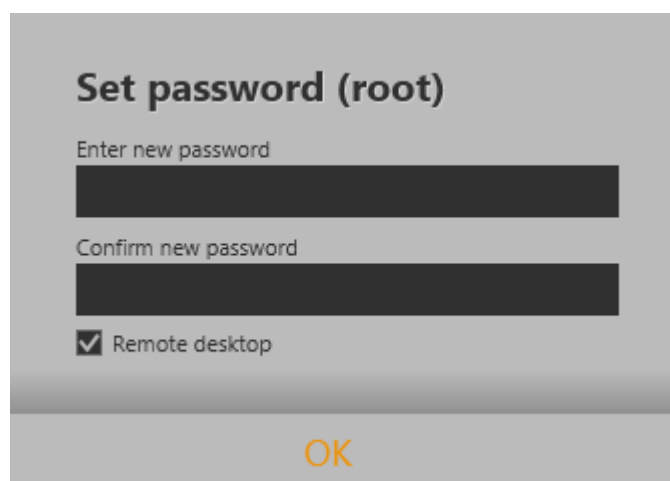 Set password (root)
Enter new password
Confirm new password
Remote desktop
OK